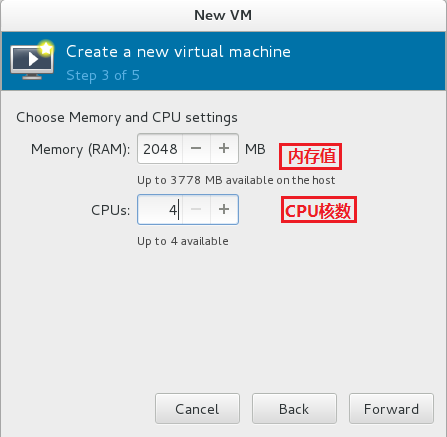 New VM
Create a new virtual machine
Step 3 of 5
Choose Memory and CPU settings
Memory (RAM): 2048 − + MB 内存值
Up to 3778 MB available on the host
CPUs: 4 − + CPU核数
Up to 4 available
Cancel Back Forward